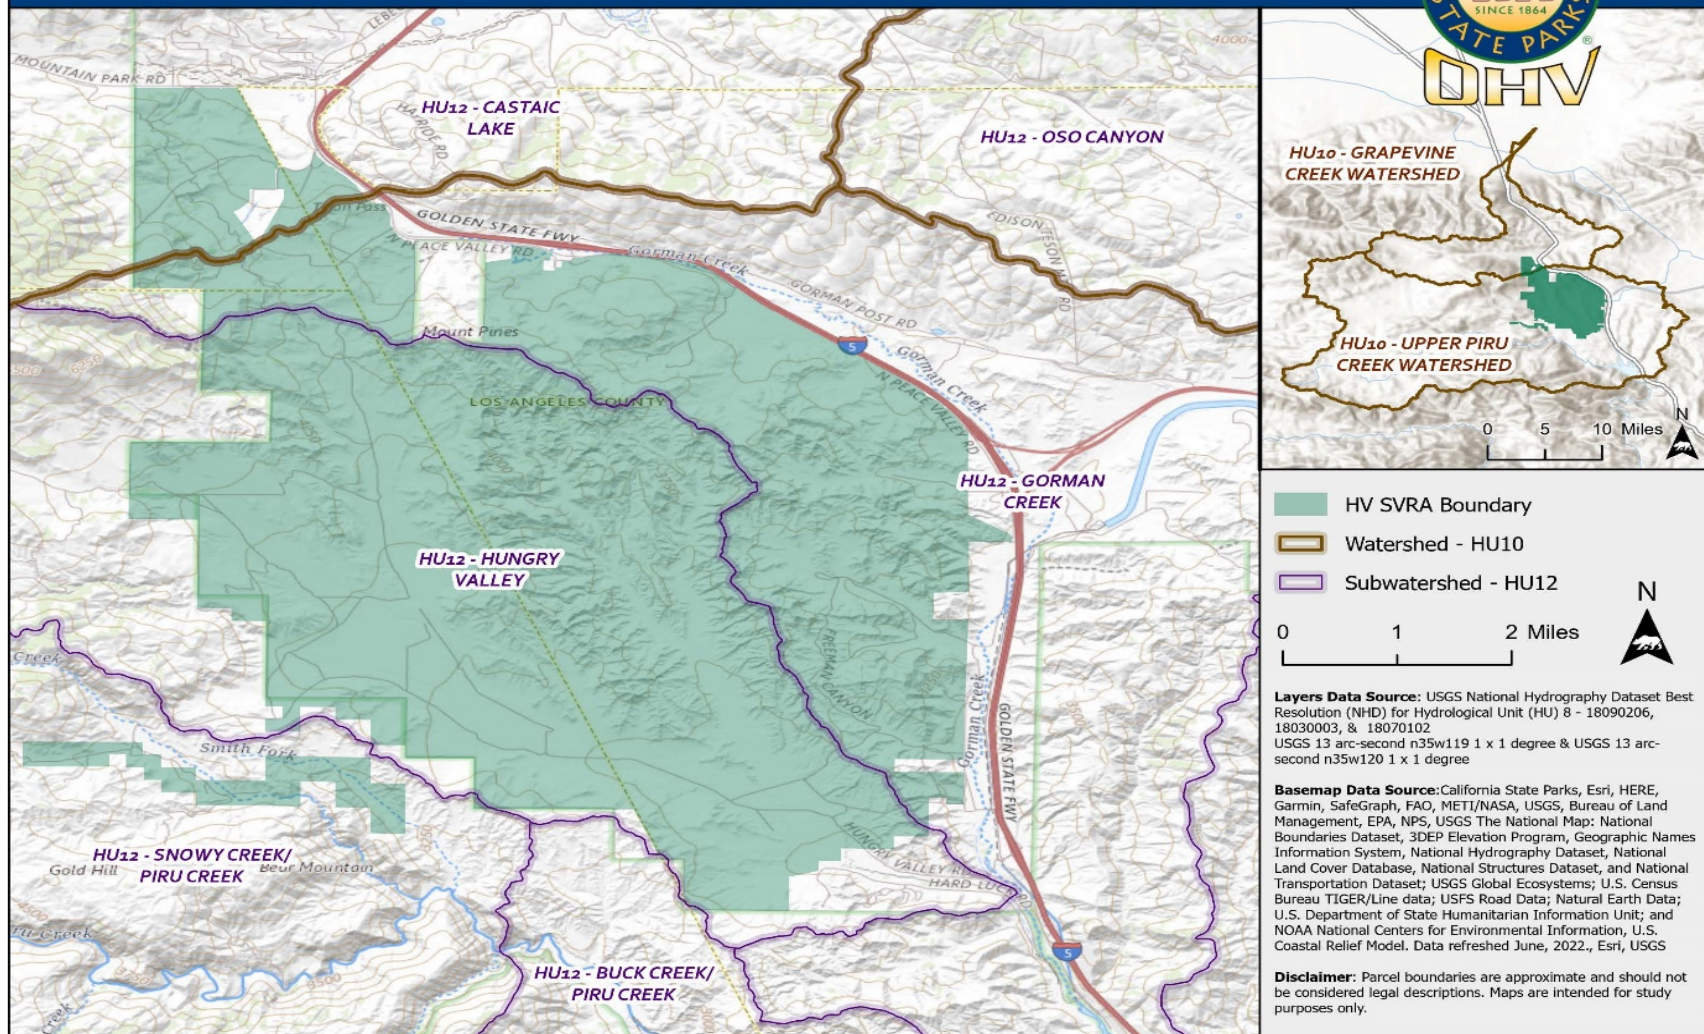 SINCE 1864
STATE PARKS
®
OHV
LEBEC
MOUNTAIN PARK RD
4000
HU12 - CASTAIC
LAKE
HU12 - OSO CANYON
Tejon Pass
GOLDEN STATE FWY
N PEACE VALLEY RD
Gorman Creek
EDISON
RD
GORMAN POST RD
Mount Pines
5
Gorman Creek
N PEACE VALLEY RD
LOS ANGELES COUNTY
HU12 - GORMAN
CREEK
HU12 - HUNGRY
VALLEY
FREEMAN CANYON
Creek
Smith Fork
Gorman Creek
GOLDEN STATE FWY
HUNGRY VALLEY RD
HARD LUCK RD
HU12 - SNOWY CREEK/
PIRU CREEK
Gold Hill
Bear Mountain
Creek
5
HU12 - BUCK CREEK/
PIRU CREEK
Creek
HU10 - GRAPEVINE
CREEK WATERSHED
HU10 - UPPER PIRU
CREEK WATERSHED
N
0 5 10 Miles
HV SVRA Boundary
Watershed - HU10
Subwatershed - HU12
N
0 1 2 Miles
Layers Data Source: USGS National Hydrography Dataset Best
Resolution (NHD) for Hydrological Unit (HU) 8 - 18090206,
18030003, & 18070102
USGS 13 arc-second n35w119 1 x 1 degree & USGS 13 arc-
second n35w120 1 x 1 degree
Basemap Data Source:California State Parks, Esri, HERE,
Garmin, SafeGraph, FAO, METI/NASA, USGS, Bureau of Land
Management, EPA, NPS, USGS The National Map: National
Boundaries Dataset, 3DEP Elevation Program, Geographic Names
Information System, National Hydrography Dataset, National
Land Cover Database, National Structures Dataset, and National
Transportation Dataset; USGS Global Ecosystems; U.S. Census
Bureau TIGER/Line data; USFS Road Data; Natural Earth Data;
U.S. Department of State Humanitarian Information Unit; and
NOAA National Centers for Environmental Information, U.S.
Coastal Relief Model. Data refreshed June, 2022., Esri, USGS
Disclaimer: Parcel boundaries are approximate and should not
be considered legal descriptions. Maps are intended for study
purposes only.